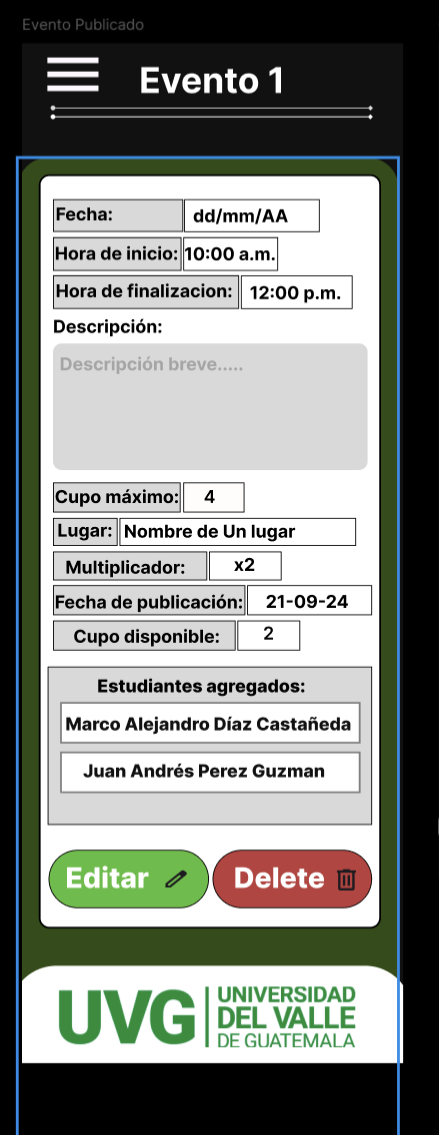 Evento Publicado
Evento 1
Fecha: dd/mm/AA
Hora de inicio: 10:00 a.m.
Hora de finalizacion: 12:00 p.m.
Descripción:
Descripción breve.....
Cupo máximo: 4
Lugar: Nombre de Un lugar
Multiplicador: x2
Fecha de publicación: 21-09-24
Cupo disponible: 2
Estudiantes agregados:
Marco Alejandro Díaz Castañeda
Juan Andrés Perez Guzman
Editar Delete
UVG UNIVERSIDAD
DEL VALLE
DE GUATEMALA